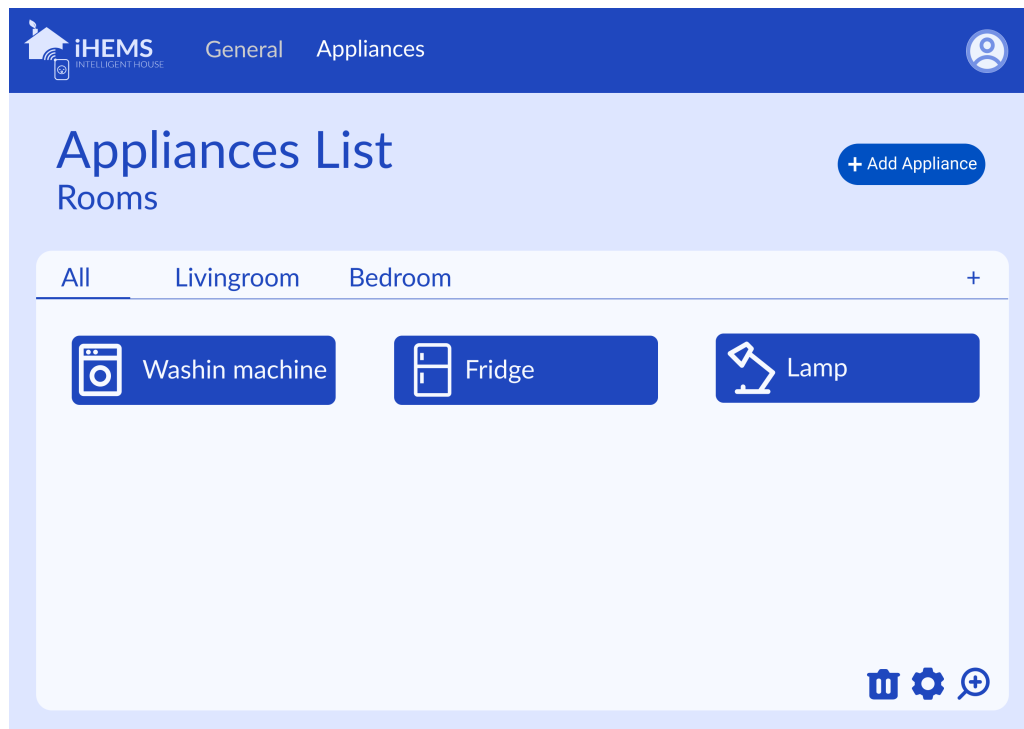 iHEMS
INTELLIGENT HOUSE
General Appliances
Appliances List
Rooms
+ Add Appliance
All Livingroom Bedroom +
Washin machine Fridge Lamp